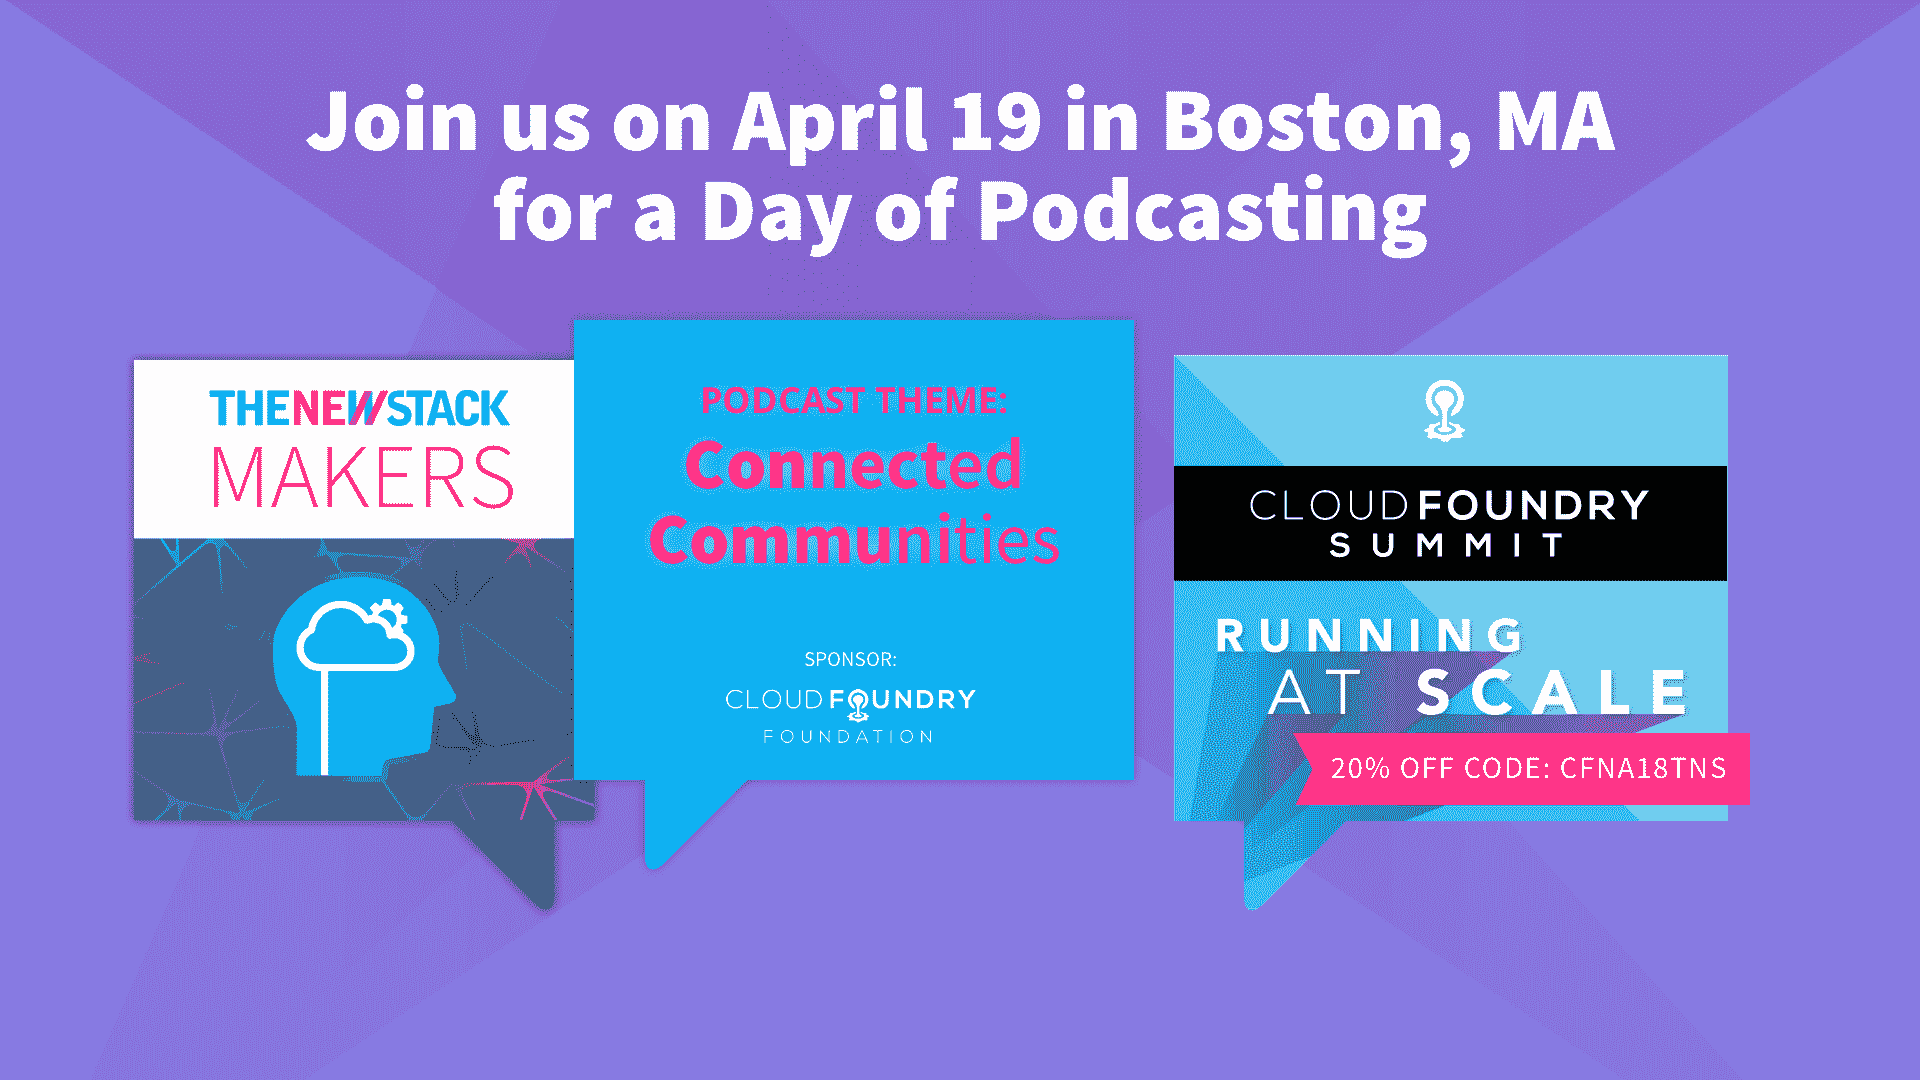 Join us on April 19 in Boston, MA
for a Day of Podcasting
THENEWSTACK
MAKERS
PODCAST THEME:
Connected
Communities
SPONSOR:
CLOUD FOUNDRY
FOUNDATION
CLOUD FOUNDRY
SUMMIT
RUNNING
AT SCALE
20% OFF CODE: CFNA18TNS